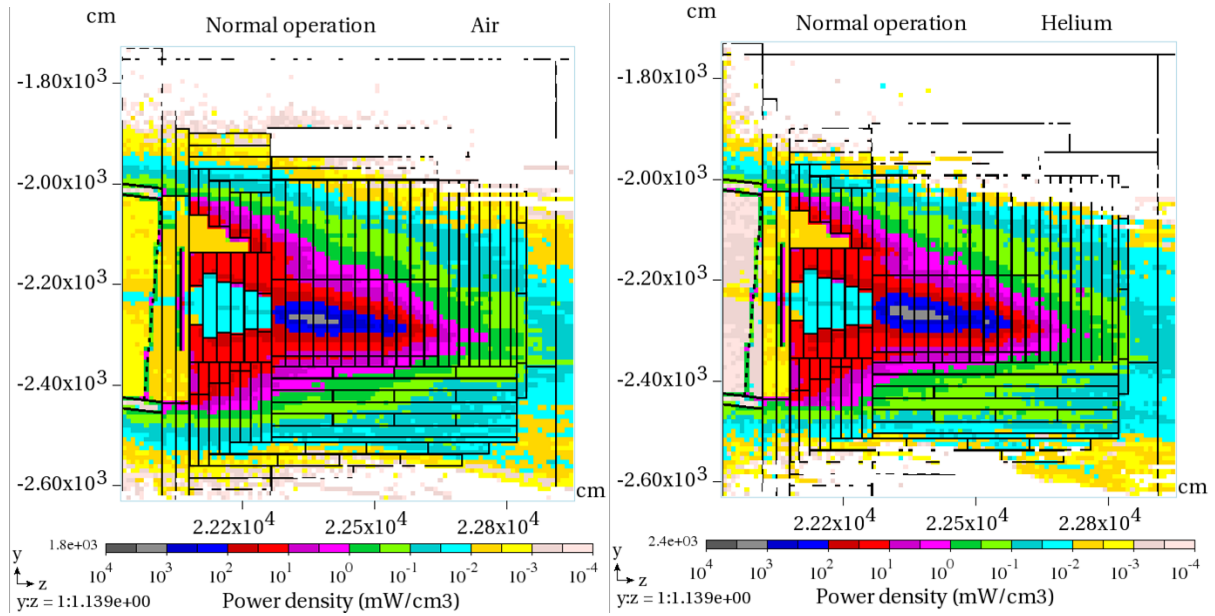 cm
Normal operation Air
-1.80x10³
-2.00x10³
-2.20x10³
-2.40x10³
-2.60x10³
cm
2.22x10⁴ 2.25x10⁴ 2.28x10⁴
1.8e+03
10⁴ 10³ 10² 10¹ 10⁰ 10⁻¹ 10⁻² 10⁻³ 10⁻⁴
y
z
y:z = 1:1.139e+00
Power density (mW/cm3)
cm
Normal operation Helium
-1.80x10³
-2.00x10³
-2.20x10³
-2.40x10³
-2.60x10³
cm
2.22x10⁴ 2.25x10⁴ 2.28x10⁴
2.4e+03
10⁴ 10³ 10² 10¹ 10⁰ 10⁻¹ 10⁻² 10⁻³ 10⁻⁴
y
z
y:z = 1:1.139e+00
Power density (mW/cm3)